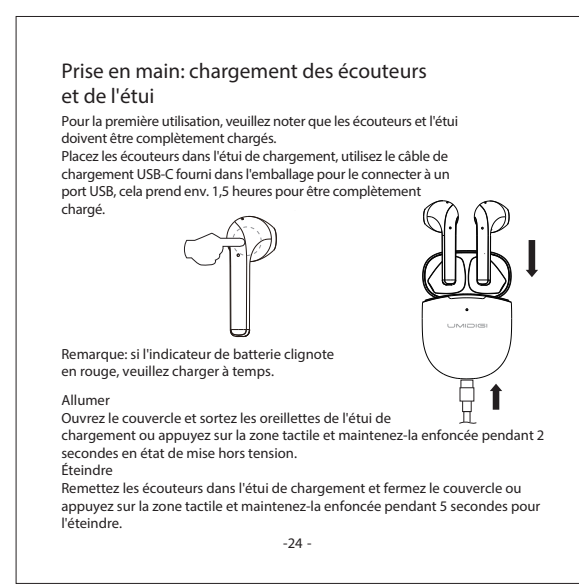 Prise en main: chargement des écouteurs
et de l'étui
Pour la première utilisation, veuillez noter que les écouteurs et l'étui
doivent être complètement chargés.
Placez les écouteurs dans l'étui de chargement, utilisez le câble de
chargement USB-C fourni dans l'emballage pour le connecter à un
port USB, cela prend env. 1,5 heures pour être complètement
chargé.
UMIDIGI
Remarque: si l'indicateur de batterie clignote
en rouge, veuillez charger à temps.
Allumer
Ouvrez le couvercle et sortez les oreillettes de l'étui de
chargement ou appuyez sur la zone tactile et maintenez-la enfoncée pendant 2
secondes en état de mise hors tension.
Éteindre
Remettez les écouteurs dans l'étui de chargement et fermez le couvercle ou
appuyez sur la zone tactile et maintenez-la enfoncée pendant 5 secondes pour
l'éteindre.
-24 -